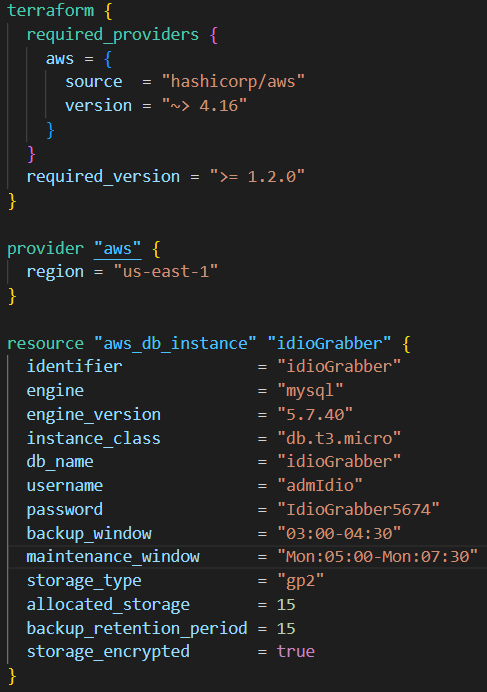 terraform {
  required_providers {
    aws = {
      source  = "hashicorp/aws"
      version = "~> 4.16"
    }
  }
  required_version = ">= 1.2.0"
}

provider "aws" {
  region = "us-east-1"
}

resource "aws_db_instance" "idioGrabber" {
  identifier              = "idioGrabber"
  engine                  = "mysql"
  engine_version          = "5.7.40"
  instance_class          = "db.t3.micro"
  db_name                 = "idioGrabber"
  username                = "admIdio"
  password                = "IdioGrabber5674"
  backup_window           = "03:00-04:30"
  maintenance_window      = "Mon:05:00-Mon:07:30"
  storage_type            = "gp2"
  allocated_storage       = 15
  backup_retention_period = 15
  storage_encrypted       = true
}